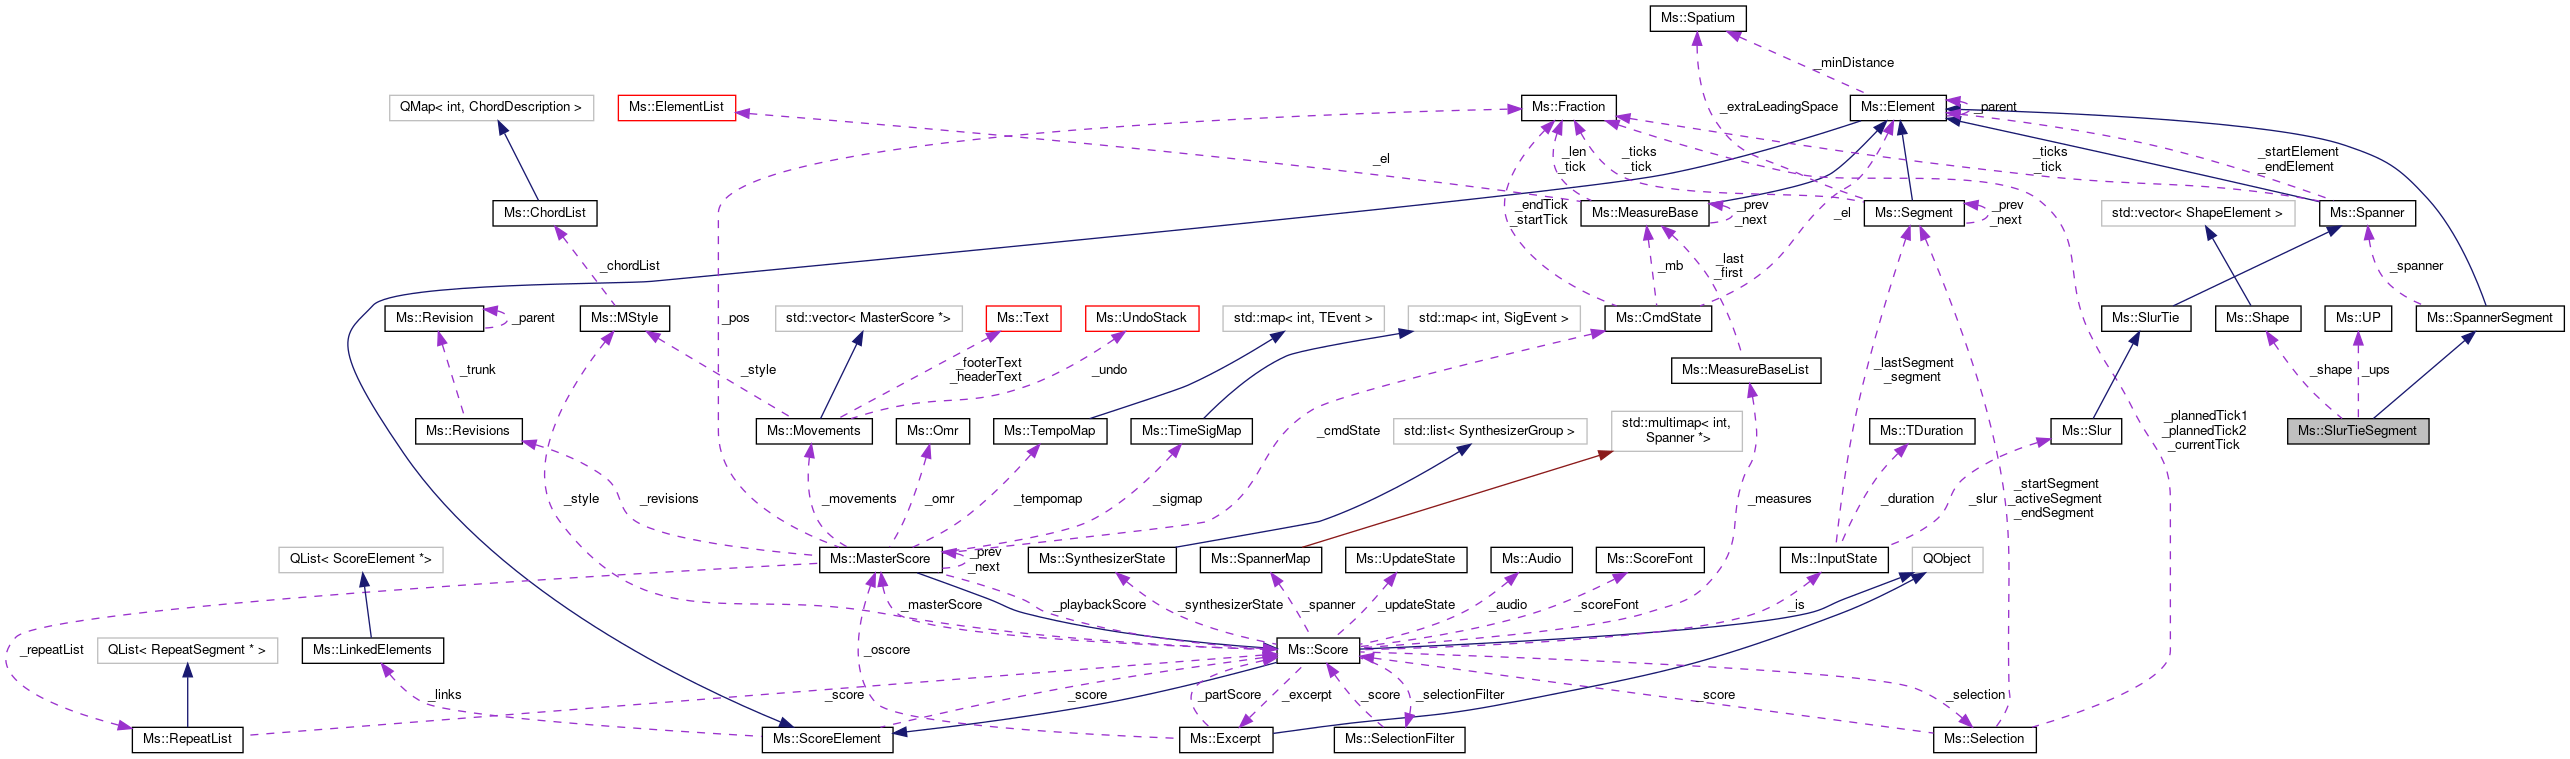 Ms::Spatium
_minDistance
QMap< int, ChordDescription >
Ms::ElementList
Ms::Fraction
_extraLeadingSpace
Ms::Element
_parent
_el
_len
_tick
_ticks
_tick
_ticks
_tick
_startElement
_endElement
Ms::ChordList
_endTick
_startTick
Ms::MeasureBase
_prev
_next
_el
Ms::Segment
_prev
_next
std::vector< ShapeElement >
Ms::Spanner
_chordList
_mb
_last
_first
_spanner
Ms::Revision
_parent
Ms::MStyle
_pos
std::vector< MasterScore *>
Ms::Text
Ms::UndoStack
std::map< int, TEvent >
std::map< int, SigEvent >
Ms::CmdState
Ms::SlurTie
Ms::Shape
Ms::UP
Ms::SpannerSegment
_trunk
_style
_footerText
_headerText
_undo
Ms::MeasureBaseList
_lastSegment
_segment
_shape
_ups
Ms::Revisions
Ms::Movements
Ms::Omr
Ms::TempoMap
Ms::TimeSigMap
_cmdState
std::list< SynthesizerGroup >
std::multimap< int,
Spanner *>
Ms::TDuration
Ms::Slur
_plannedTick1
_plannedTick2
_currentTick
Ms::SlurTieSegment
_style
_revisions
_movements
_omr
_tempomap
_sigmap
_measures
_duration
_slur
_startSegment
_activeSegment
_endSegment
QList< ScoreElement *>
Ms::MasterScore
_prev
_next
Ms::SynthesizerState
Ms::SpannerMap
Ms::UpdateState
Ms::Audio
Ms::ScoreFont
Ms::InputState
QObject
_masterScore
_playbackScore
_synthesizerState
_spanner
_updateState
_audio
_scoreFont
_is
_repeatList
QList< RepeatSegment * >
Ms::LinkedElements
_oscore
Ms::Score
_links
_score
_score
_partScore
_excerpt
_score
_selectionFilter
_score
_selection
Ms::RepeatList
Ms::ScoreElement
Ms::Excerpt
Ms::SelectionFilter
Ms::Selection